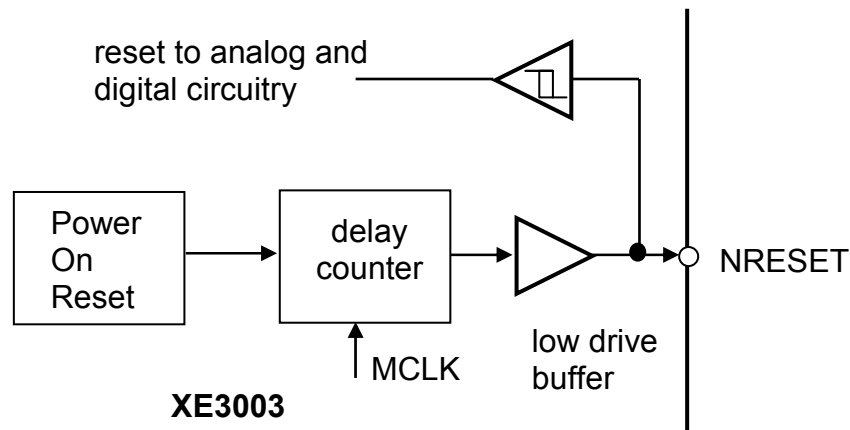 reset to analog and
digital circuitry
Power
On
Reset
delay
counter
NRESET
low drive
buffer
MCLK
XE3003